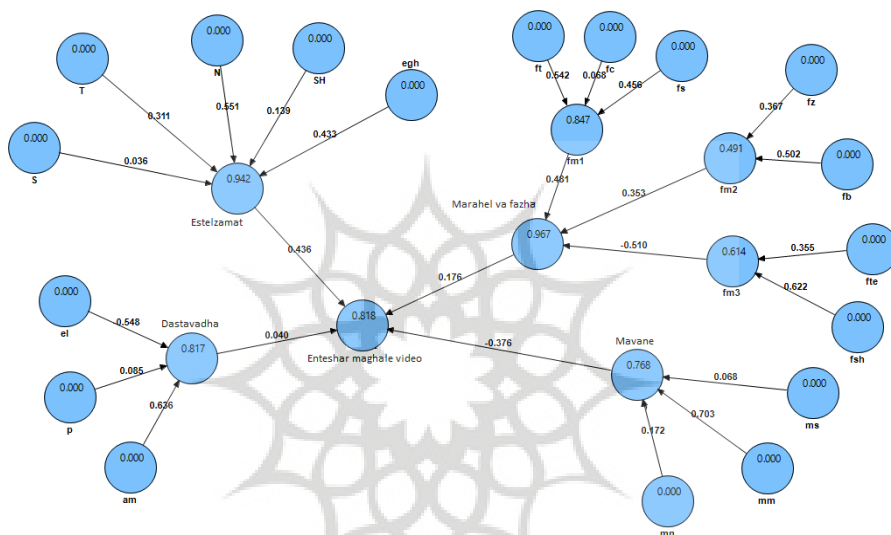 0.000
T
0.000
N
0.000
SH
egh
0.000
0.000
S
0.311
0.551
0.139
0.433
0.036
0.942
Estelzamat
0.000
ft
0.000
fc
0.000
fs
0.542
0.068
0.456
0.847
fm1
0.000
fz
0.367
0.491
fm2
0.502
0.000
fb
0.481
0.353
Marahel va fazha
0.967
-0.510
0.614
fm3
0.355
0.000
fte
0.622
0.000
fsh
0.436
0.176
0.000
el
0.548
Dastavadha
0.817
0.040
0.818
Enteshar maghale video
-0.376
0.085
0.000
p
0.636
0.000
am
Mavane
0.768
0.068
0.000
ms
0.703
0.172
0.000
mm
0.000